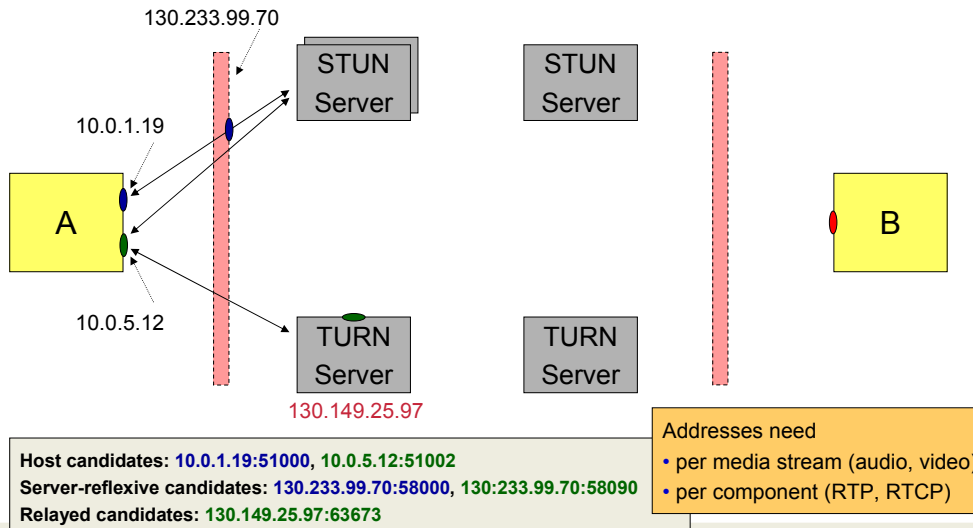 130.233.99.70
STUN
Server
STUN
Server
10.0.1.19
A
B
10.0.5.12
TURN
Server
TURN
Server
130.149.25.97
Host candidates: 10.0.1.19:51000, 10.0.5.12:51002
Server-reflexive candidates: 130.233.99.70:58000, 130:233.99.70:58090
Relayed candidates: 130.149.25.97:63673
Addresses need
• per media stream (audio, video)
• per component (RTP, RTCP)